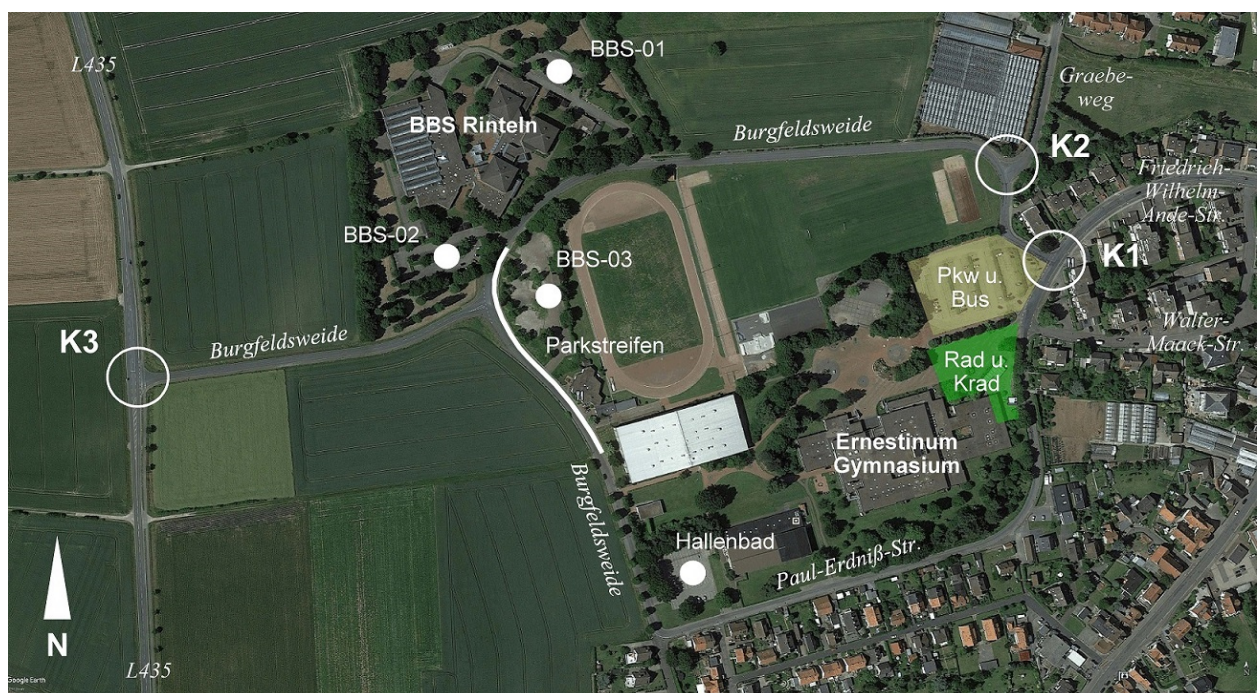 L435
BBS-01
BBS Rinteln
Graebe-
weg
Burgfeldsweide
K2
Friedrich-
Wilhelm-
Ande-Str.
BBS-02
BBS-03
K1
Pkw u.
Bus
K3
Burgfeldsweide
Parkstreifen
Walter-
Maack-Str.
Rad u.
Krad
Ernestinum
Gymnasium
Burgfeldsweide
Hallenbad
Paul-Erdniß-Str.
N
L435
Google Earth